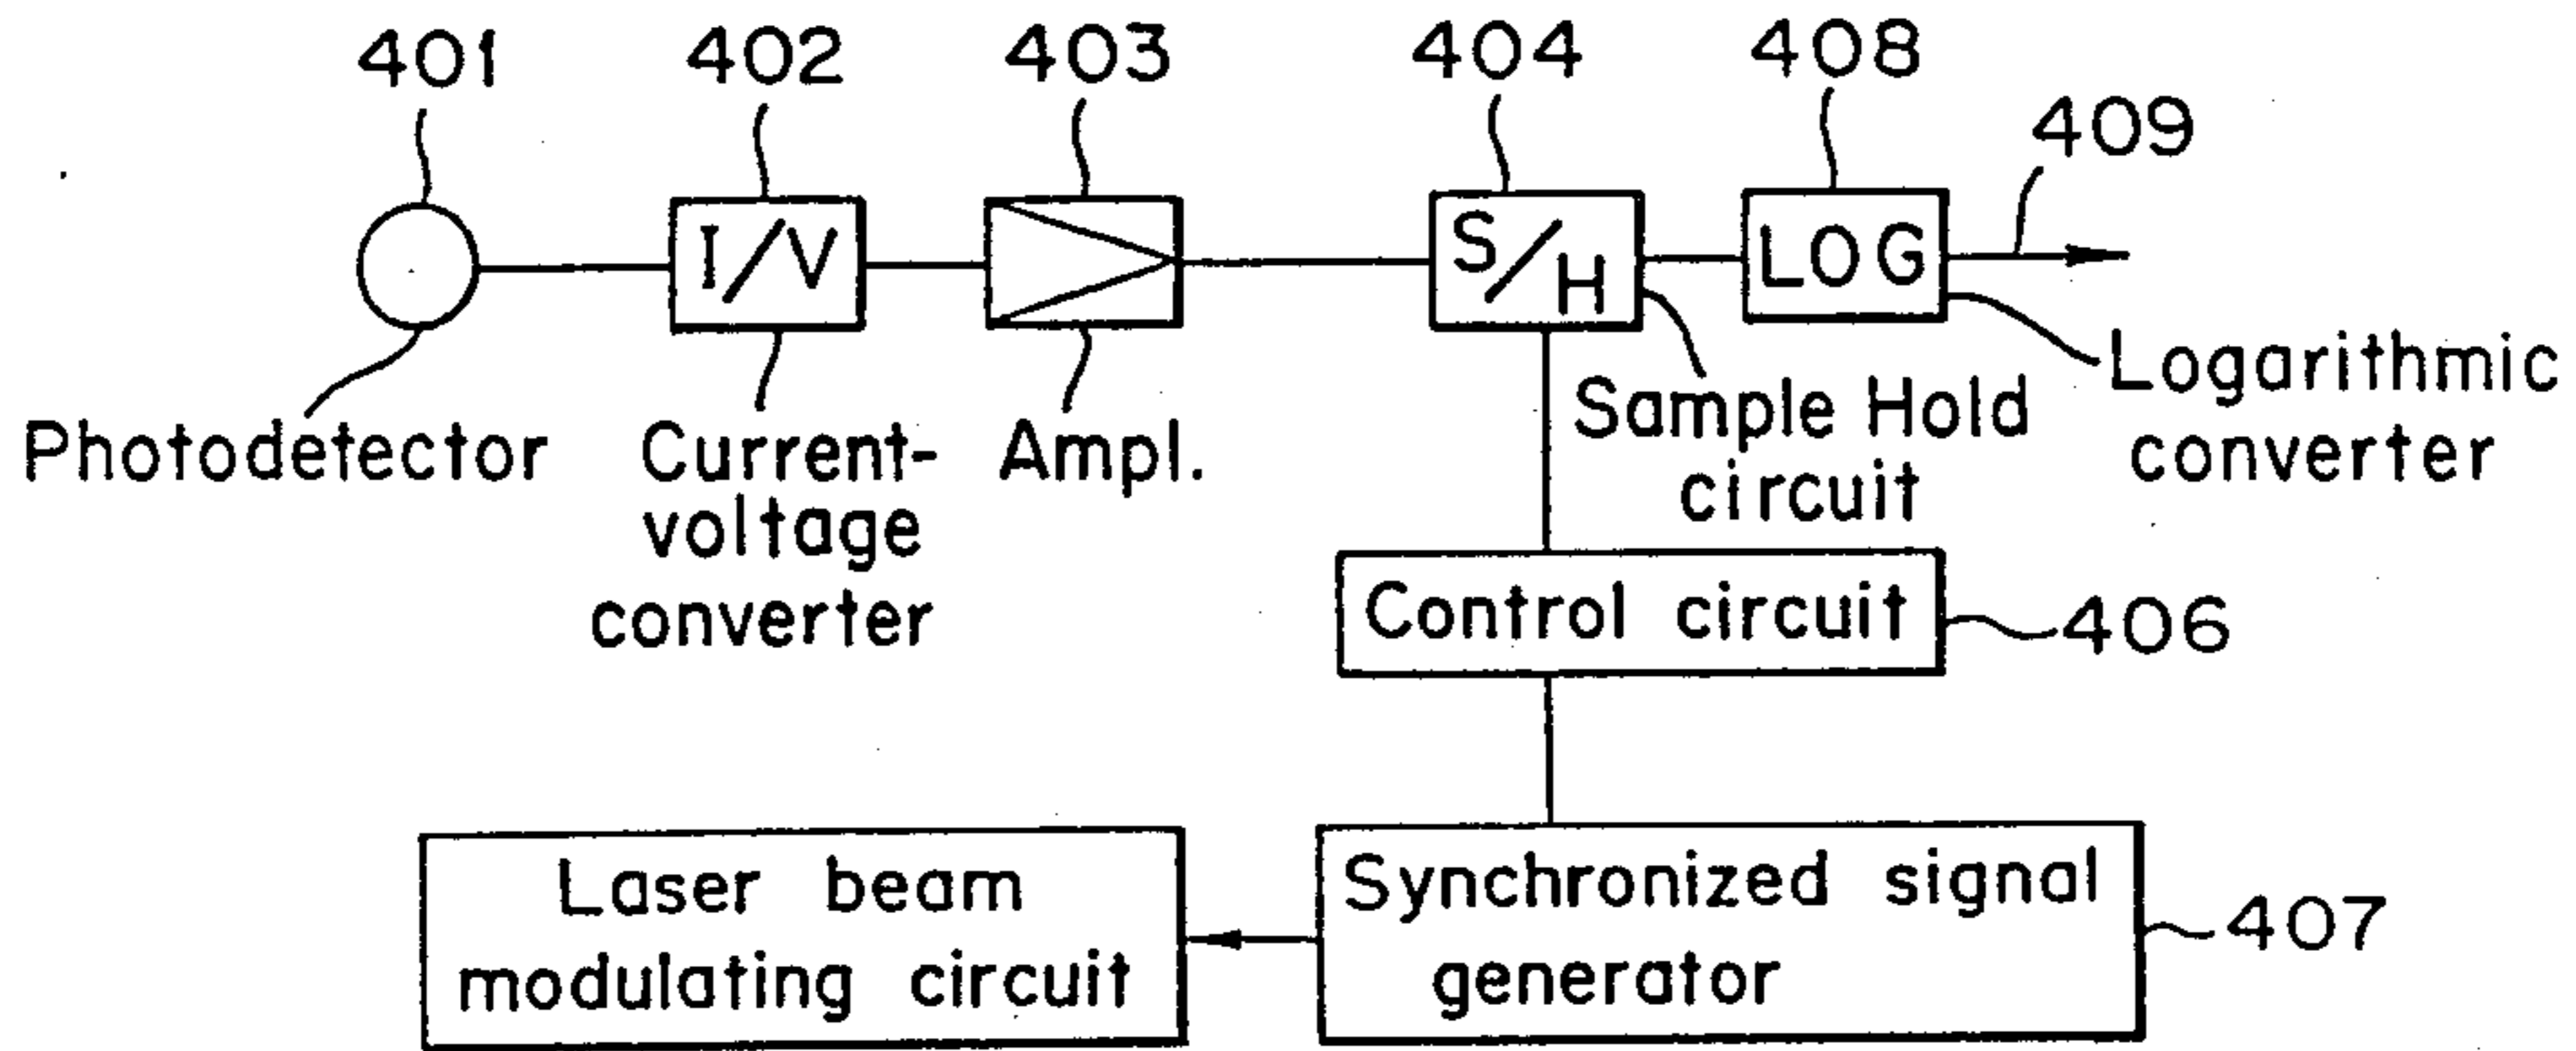 401
402
403
404
408
409
I/V
S/H
LOG
Photodetector
Current-
voltage
converter
Ampl.
Sample Hold
circuit
Logarithmic
converter
Control circuit
406
Laser beam
modulating circuit
Synchronized signal
generator
407